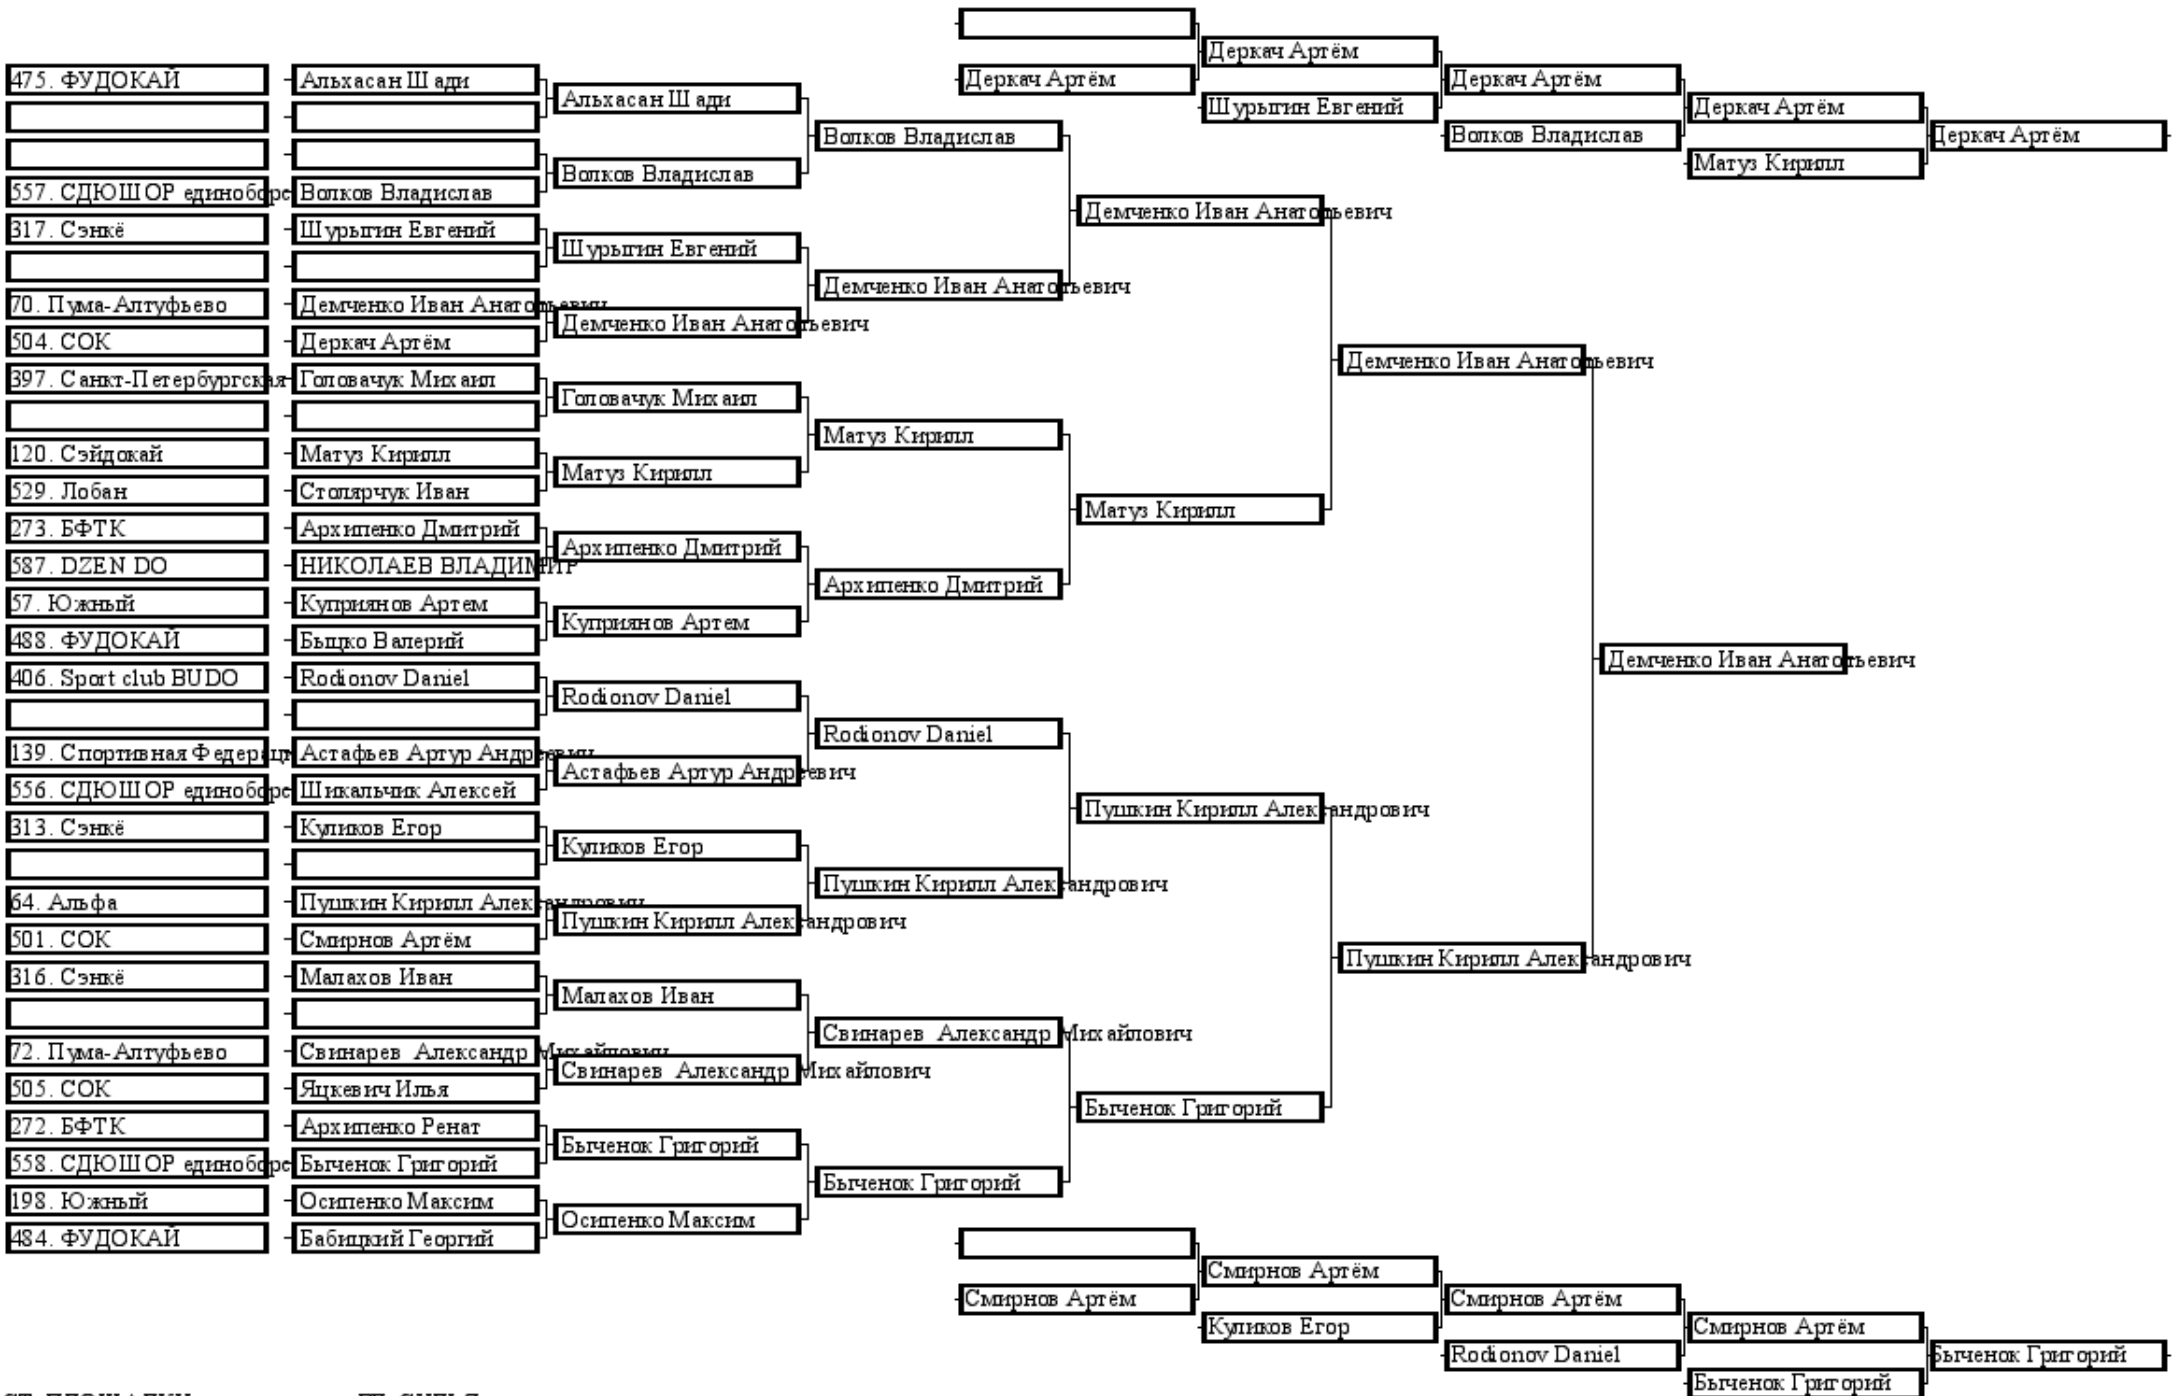 Деркач Артём
Деркач Артём
Шурыгин Евгений
Деркач Артём
Волков Владислав
Деркач Артём
Матуз Кирилл
Деркач Артём
475. ФУДОКАЙ
Альхасан Шади
557. СДЮШОР единоборс
Волков Владислав
317. Сэнкё
Шурыгин Евгений
70. Пума-Алтуфьево
Демченко Иван Анатольевич
504. СОК
Деркач Артём
397. Санкт-Петербургская
Головачук Михаил
120. Сэйдокай
Матуз Кирилл
529. Лобан
Столярчук Иван
273. БФТК
Архипенко Дмитрий
587. DZEN DO
НИКОЛАЕВ ВЛАДИМИР
57. Южный
Куприянов Артем
488. ФУДОКАЙ
Быцко Валерий
406. Sport club BUDO
Rodionov Daniel
139. Спортивная Федераци
Астафьев Артур Андреевич
556. СДЮШОР единоборс
Шикальчик Алексей
313. Сэнкё
Куликов Егор
64. Альфа
Пушкин Кирилл Александрович
501. СОК
Смирнов Артём
316. Сэнкё
Малахов Иван
72. Пума-Алтуфьево
Свинарев Александр Михайлович
505. СОК
Яцкевич Илья
272. БФТК
Архипенко Ренат
558. СДЮШОР единоборс
Быченок Григорий
198. Южный
Осипенко Максим
484. ФУДОКАЙ
Бабицкий Георгий
Альхасан Шади
Волков Владислав
Шурыгин Евгений
Демченко Иван Анатольевич
Головачук Михаил
Матуз Кирилл
Архипенко Дмитрий
Куприянов Артем
Rodionov Daniel
Астафьев Артур Андреевич
Куликов Егор
Пушкин Кирилл Александрович
Малахов Иван
Свинарев Александр Михайлович
Быченок Григорий
Осипенко Максим
Волков Владислав
Демченко Иван Анатольевич
Матуз Кирилл
Архипенко Дмитрий
Rodionov Daniel
Пушкин Кирилл Александрович
Свинарев Александр Михайлович
Быченок Григорий
Демченко Иван Анатольевич
Матуз Кирилл
Пушкин Кирилл Александрович
Быченок Григорий
Демченко Иван Анатольевич
Пушкин Кирилл Александрович
Демченко Иван Анатольевич
Смирнов Артём
Смирнов Артём
Куликов Егор
Смирнов Артём
Rodionov Daniel
Смирнов Артём
Быченок Григорий
Быченок Григорий